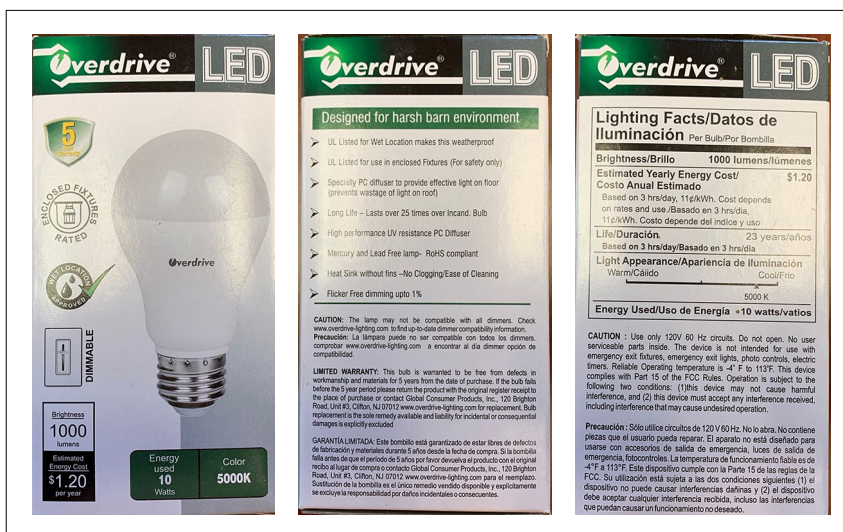 Overdrive® LED
5
ENCLOSED FIXTURES
RATED
WET LOCATION
APPROVED
DIMMABLE
Overdrive
Brightness
1000
lumens
Estimated
Energy Cost
$1.20
per year
Energy
used
10
Watts
Color
5000K
Overdrive® LED
Designed for harsh barn environment
UL Listed for Wet Location makes this weatherproof
UL Listed for use in enclosed Fixtures (For safety only)
Specially PC diffuser to provide effective light on floor
(prevents wastage of light on roof)
Long Life – Lasts over 25 times over Incand. Bulb
High performance UV resistance PC Diffuser
Mercury and Lead Free lamp- RoHS compliant
Heat Sink without fins –No Clogging/Ease of Cleaning
Flicker Free dimming upto 1%
CAUTION: The lamp may not be compatible with all dimmers. Check
www.overdrive-lighting.com to find up-to-date dimmer compatibility information.
Precaución: La lámpara puede no ser compatible con todos los dimmers.
comprobar www.overdrive-lighting.com a encontrar al día dimmer opción de
compatibilidad.
LIMITED WARRANTY: This bulb is warranted to be free from defects in
workmanship and materials for 5 years from the date of purchase. If the bulb fails
before the 5 year period please return the product with the original register receipt to
the place of purchase or contact Global Consumer Products, Inc., 120 Brighton
Road, Unit #3, Clifton, NJ 07012 www.overdrive-lighting.com for replacement. Bulb
replacement is the sole remedy available and liability for incidental or consequential
damages is explicitly excluded
GARANTÍA LIMITADA: Este bombillo está garantizado de estar libres de defectos
de fabricación y materiales durante 5 años desde la fecha de compra. Si la bombilla
falla antes de que el período de 5 años por favor devuelva el producto con el original
recibo al lugar de compra o contacto Global Consumer Products, Inc., 120 Brighton
Road, Unit #3, Clifton, NJ 07012 www.overdrive-lighting.com para el reemplazo.
Sustitución de la bombilla es el único remedio vendido disponible y explícitamente
se excluye la responsabilidad por daños incidentales o consecuentes.
Overdrive® LED
Lighting Facts/Datos de
Iluminación Per Bulb/Por Bombilla
Brightness/Brillo 1000 lumens/lúmenes
Estimated Yearly Energy Cost/ $1.20
Costo Anual Estimado
Based on 3 hrs/day, 11¢/kWh. Cost depends
on rates and use./Basado en 3 hrs/dia,
11¢/kWh. Costo depende del indice y uso
Life/Duración. 23 years/años
Based on 3 hrs/day/Basado en 3 hrs/dia
Light Appearance/Apariencia de Iluminación
Warm/Cáiido Cool/Frio
5000 K
Energy Used/Uso de Energía 10 watts/vatios
CAUTION : Use only 120V 60 Hz circuits. Do not open. No user
serviceable parts inside. The device is not intended for use with
emergency exit fixtures, emergency exit lights, photo controls, electric
timers. Reliable Operating temperature is -4° F to 113°F. This device
complies with Part 15 of the FCC Rules. Operation is subject to the
following two conditions: (1)this device may not cause harmful
interference, and (2) this device must accept any interference received,
including interference that may cause undesired operation.
Precaución : Sólo utilice circuitos de 120 V 60 Hz. No lo abra. No contiene
piezas que el usuario pueda reparar. El aparato no está diseñado para
usarse con accesorios de salida de emergencia, luces de salida de
emergencia, fotocontroles. La temperatura de funcionamiento fiable es de
-4°F a 113°F. Este dispositivo cumple con la Parte 15 de las reglas de la
FCC. Su utilización está sujeta a las dos condiciones siguientes (1) el
dispositivo no puede causar interferencias dañinas y (2) el dispositivo
debe aceptar cualquier interferencia recibida, incluso las interferencias
que puedan causar un funcionamiento no deseado.